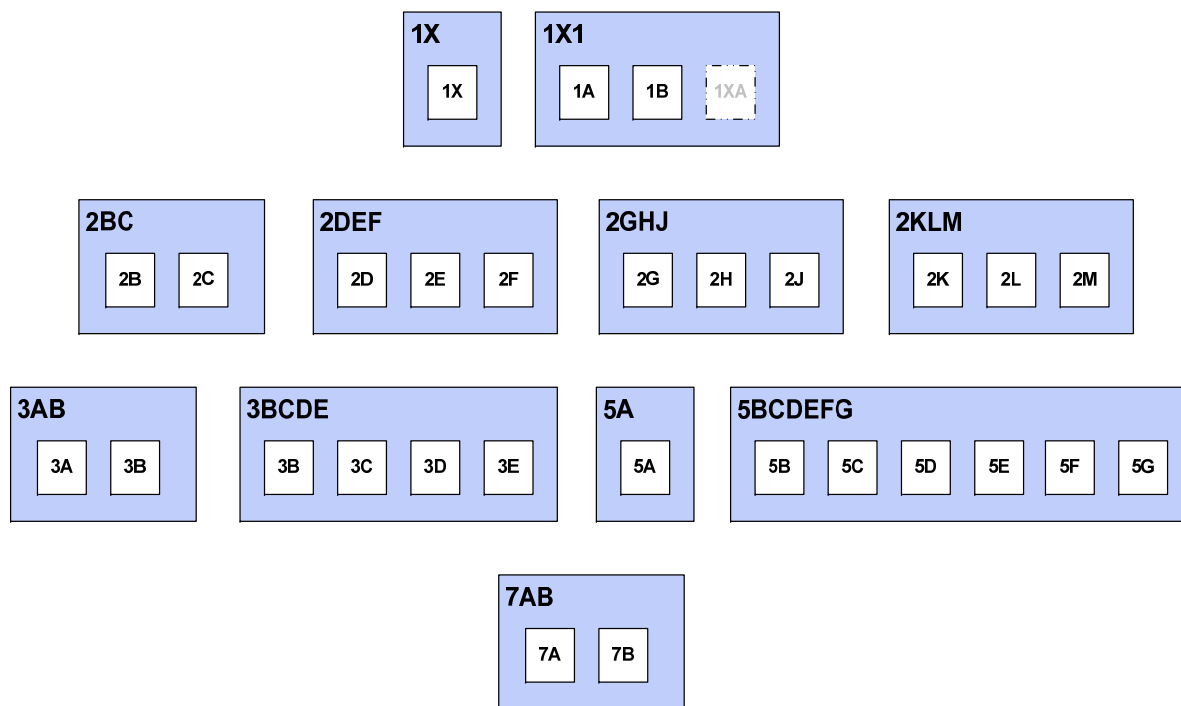 1X 1X1
1X 1A 1B 1XA
2BC 2DEF 2GHJ 2KLM
2B 2C 2D 2E 2F 2G 2H 2J 2K 2L 2M
3AB 3BCDE 5A 5BCDEFG
3A 3B 3B 3C 3D 3E 5A 5B 5C 5D 5E 5F 5G
7AB
7A 7B